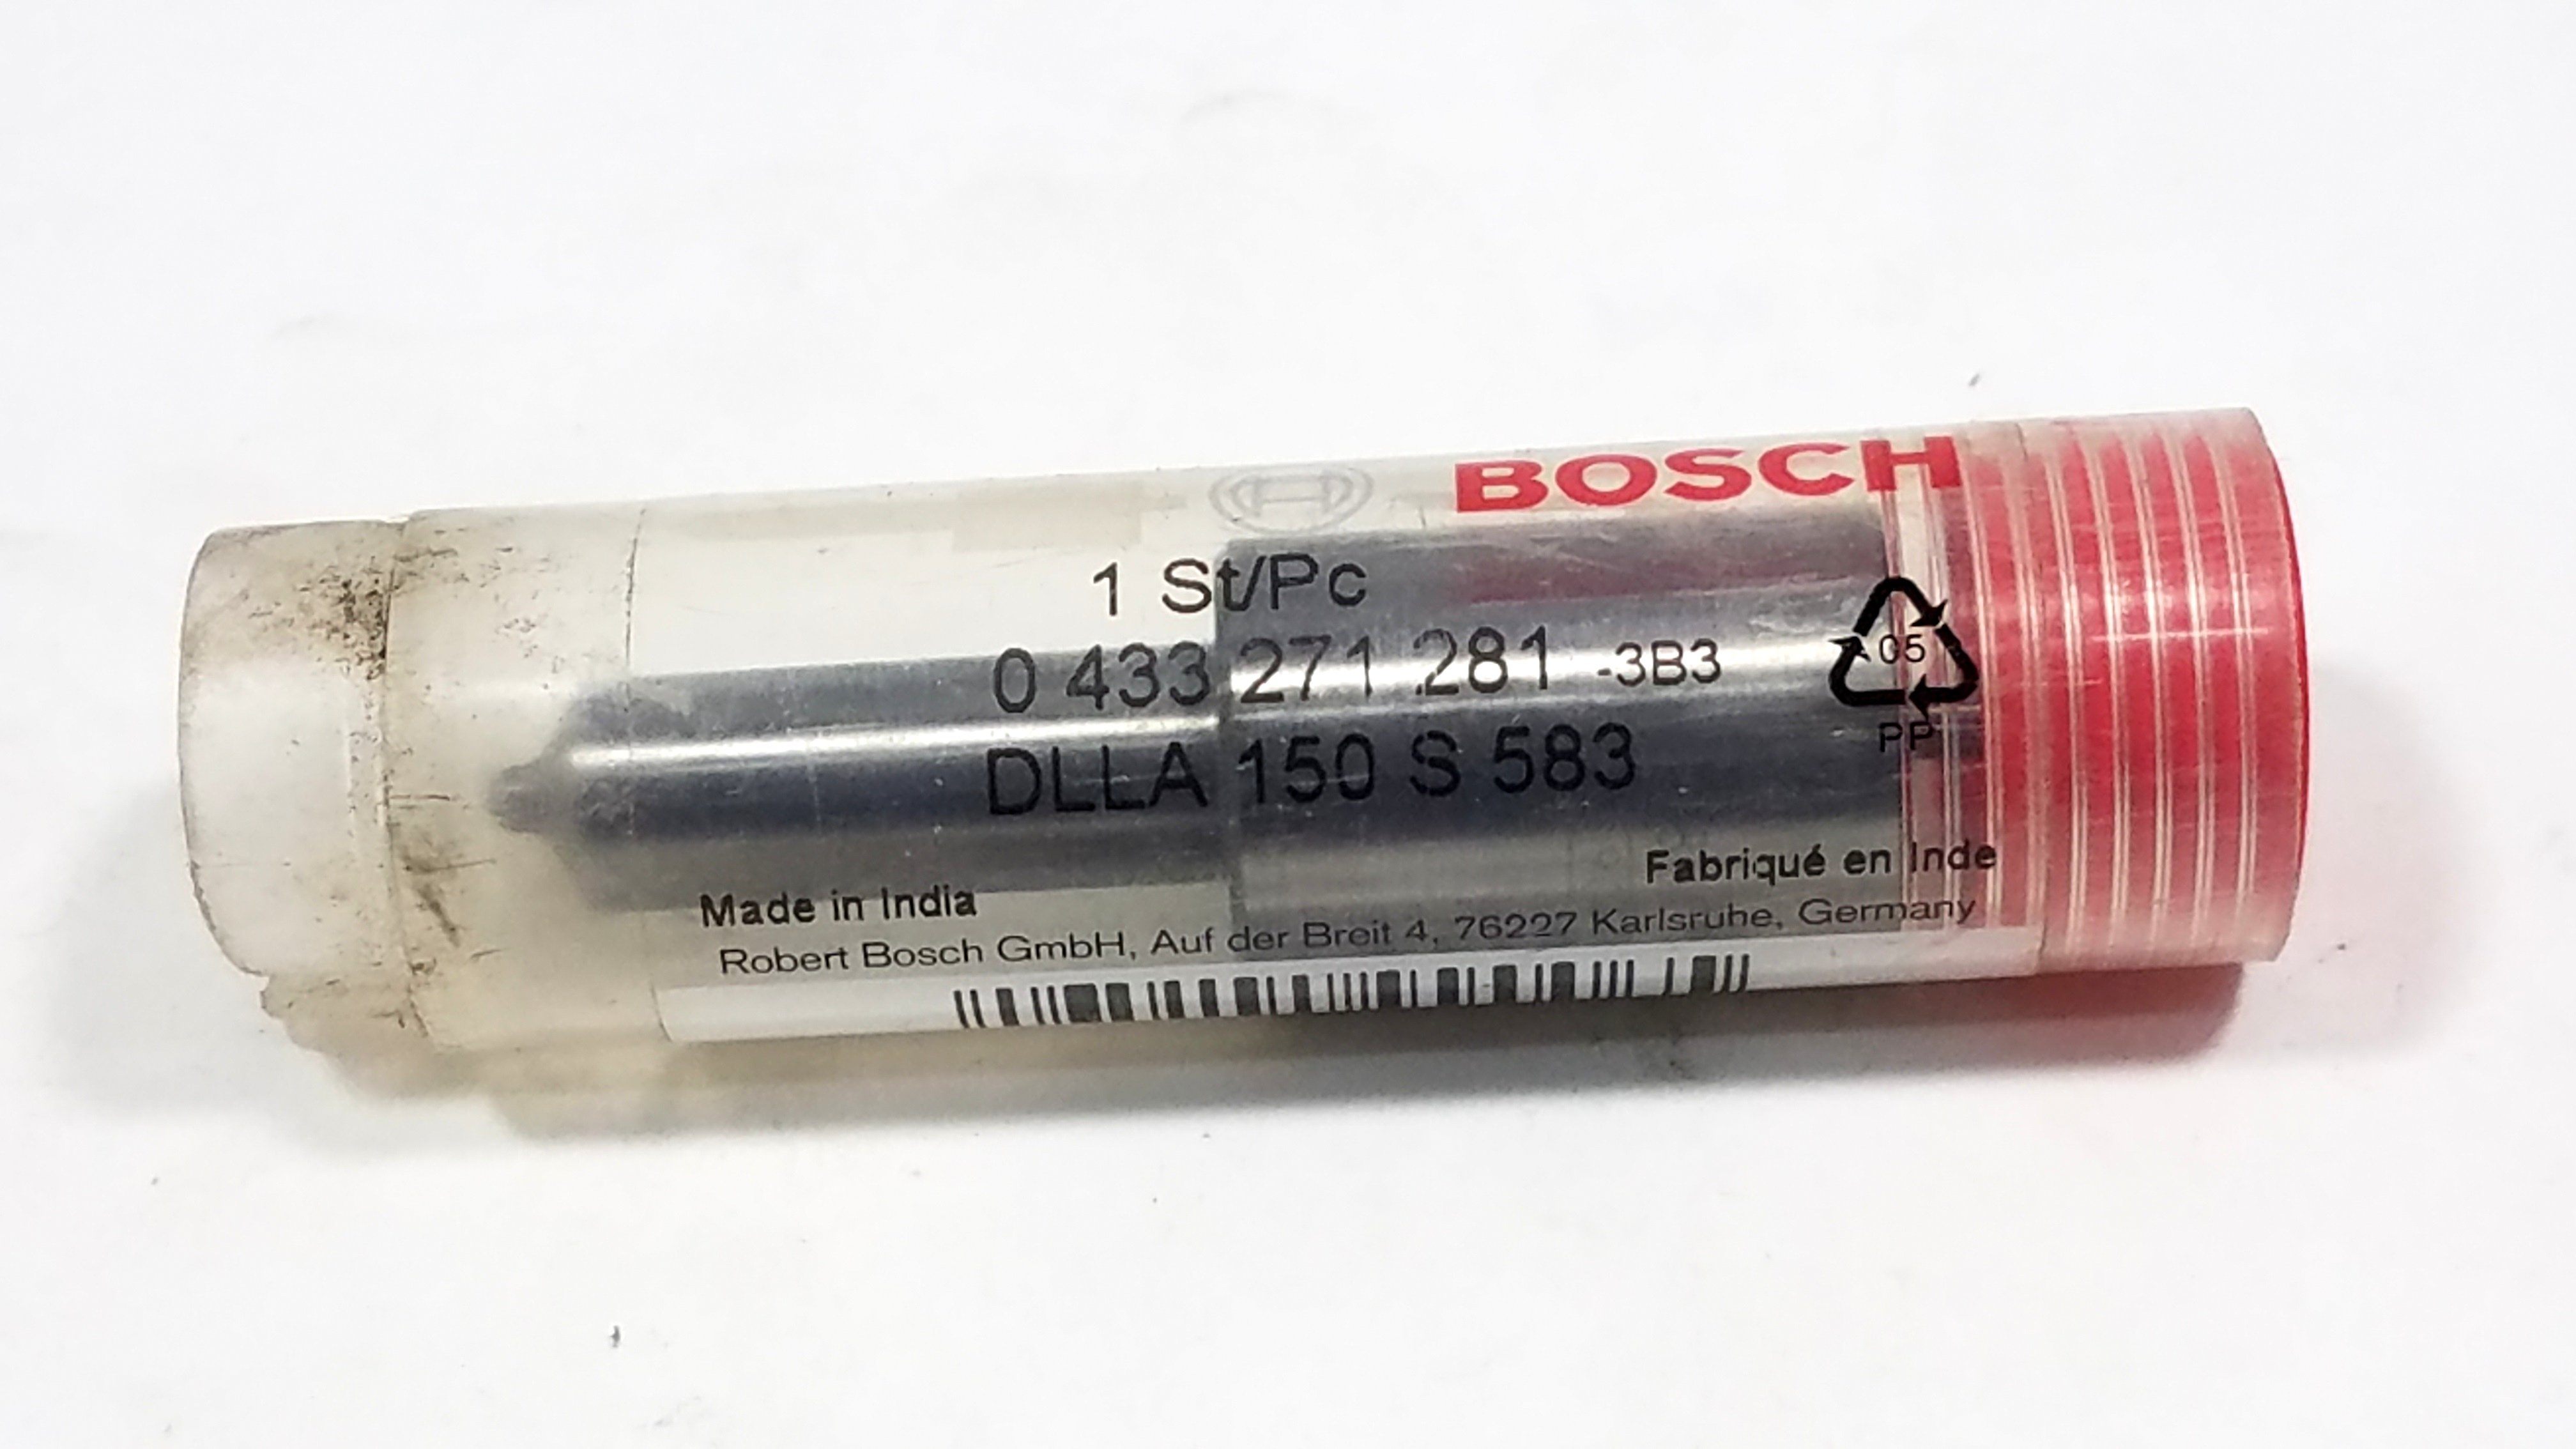 BOSCH
1 St/Pc
0 433 271 281 -3B3
05
PP
DLLA 150 S 583
Made in India
Fabriqué en Inde
Robert Bosch GmbH, Auf der Breit 4, 76227 Karlsruhe, Germany